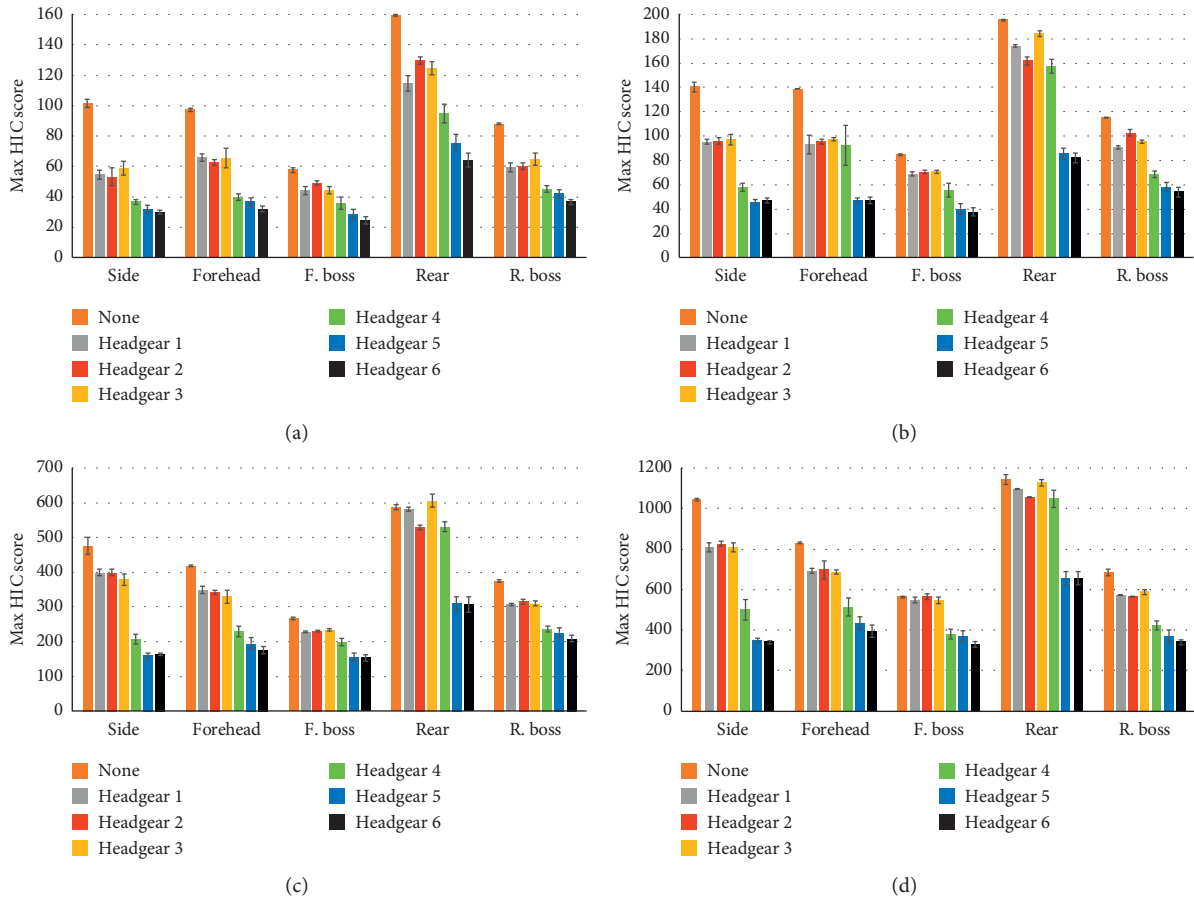 Max HIC score
160
140
120
100
80
60
40
20
0
Side Forehead F. boss Rear R. boss
None Headgear 4
Headgear 1 Headgear 5
Headgear 2 Headgear 6
Headgear 3
(a)
Max HIC score
200
180
160
140
120
100
80
60
40
20
0
Side Forehead F. boss Rear R. boss
None Headgear 4
Headgear 1 Headgear 5
Headgear 2 Headgear 6
Headgear 3
(b)
Max HIC score
700
600
500
400
300
200
100
0
Side Forehead F. boss Rear R. boss
None Headgear 4
Headgear 1 Headgear 5
Headgear 2 Headgear 6
Headgear 3
(c)
Max HIC score
1200
1000
800
600
400
200
0
Side Forehead F. boss Rear R. boss
None Headgear 4
Headgear 1 Headgear 5
Headgear 2 Headgear 6
Headgear 3
(d)